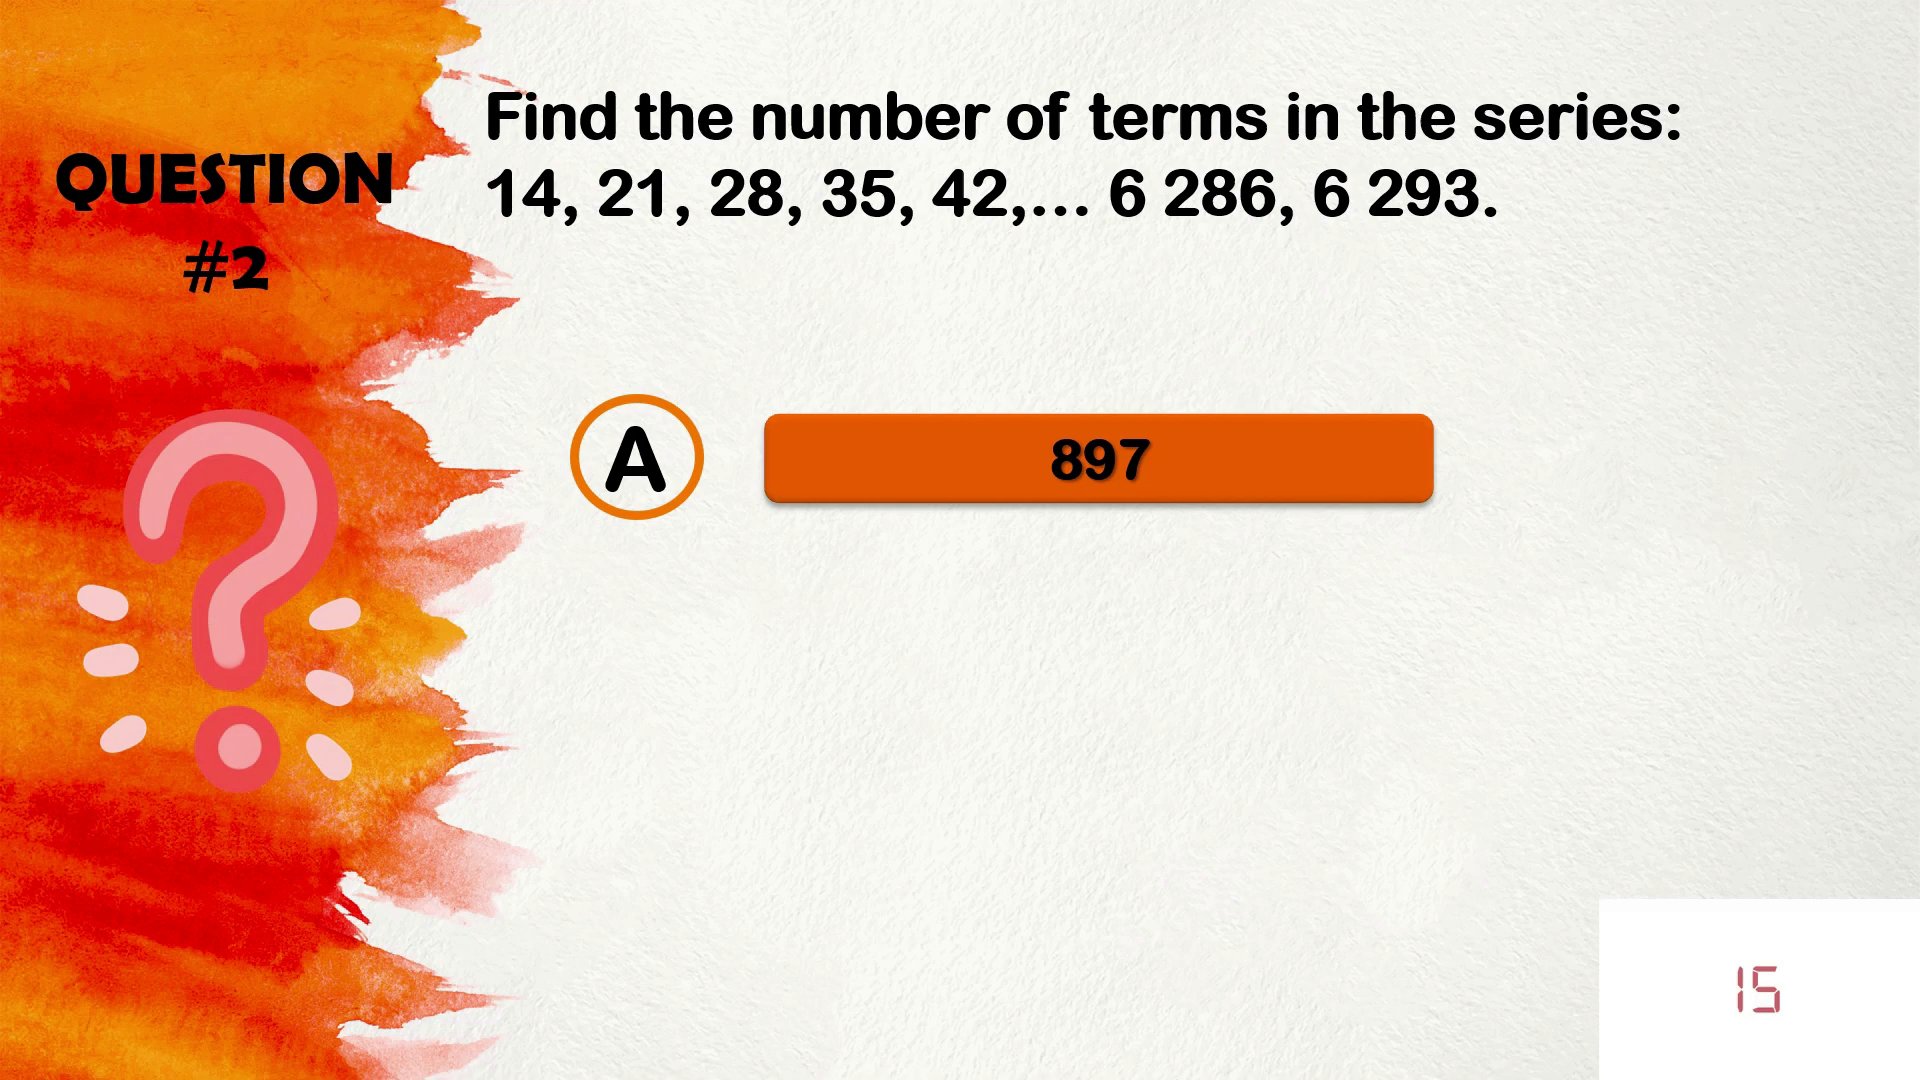 QUESTION
#2
Find the number of terms in the series:
14, 21, 28, 35, 42,... 6 286, 6 293.
A
897
15